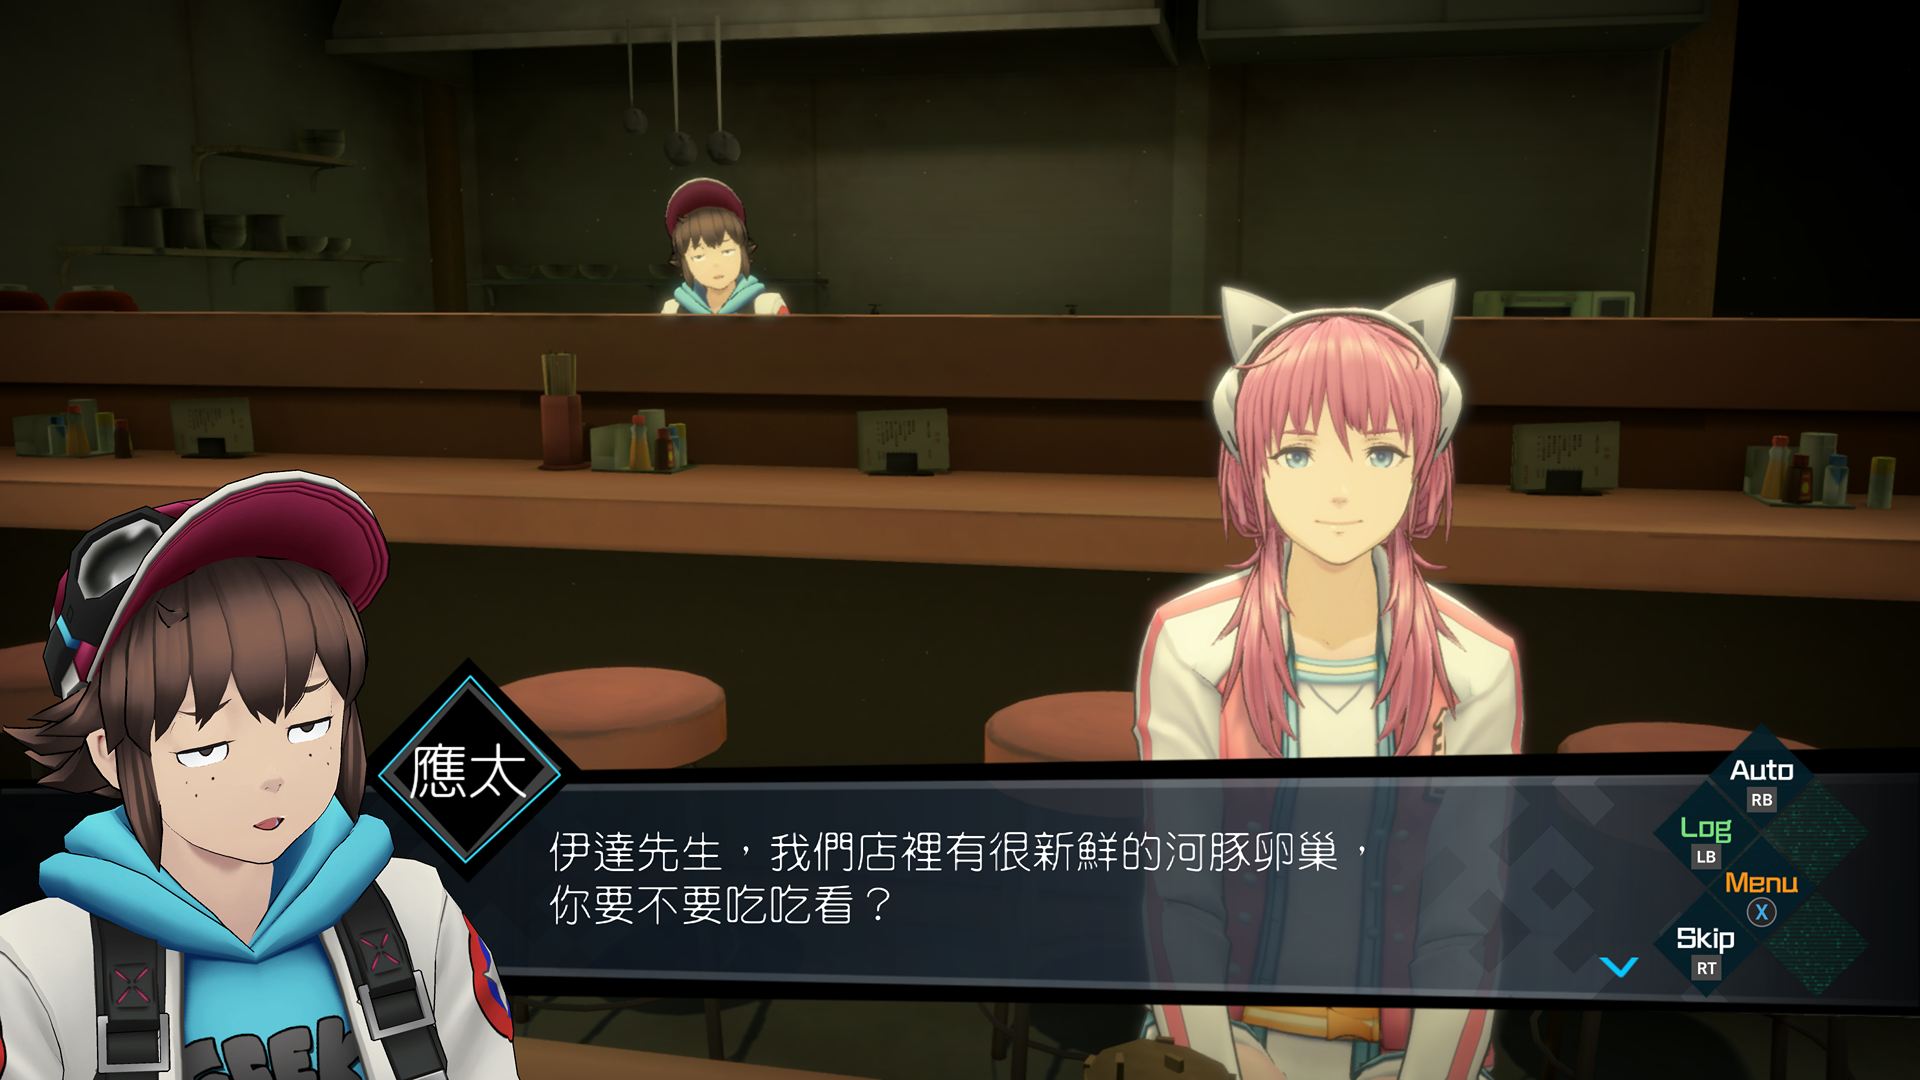 應太
伊達先生，我們店裡有很新鮮的河豚卵巢，
你要不要吃吃看？
Auto
RB
Log
LB
Menu
X
Skip
RT